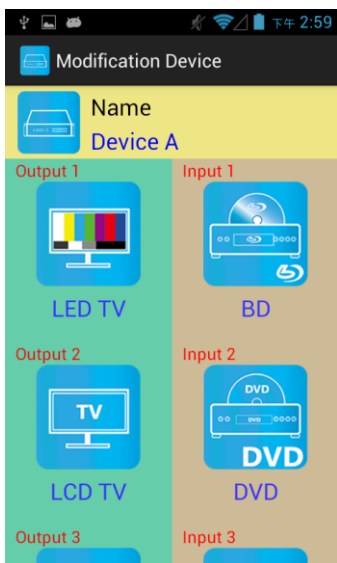 下午 2:59
Modification Device
Name
Device A
Output 1
Input 1
LED TV
BD
Output 2
Input 2
TV
DVD
DVD
DVD
LCD TV
DVD
Output 3
Input 3